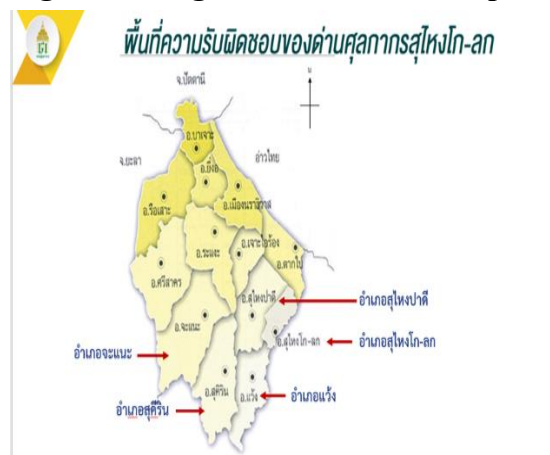 พื้นที่ความรับผิดชอบของด่านศุลกากรสุไหงโก-ลก
จ.ปัตตานี
น
อ.บาเจาะ
จ.ยะลา
อ.ยี่งอ
อ่าวไทย
อ.รือเสาะ
อ.เมืองนราธิวาส
อ.ระแงะ
อ.เจาะไอร้อง
อ.ตากใบ
อ.ศรีสาคร
อ.สุไหงปาดี
อำเภอสุไหงปาดี
อ.จะแนะ
อ.สุไหงโก-ลก
อำเภอสุไหงโก-ลก
อำเภอจะแนะ
อ.สุคิริน
อ.แว้ง
อำเภอแว้ง
อำเภอสุคีริน